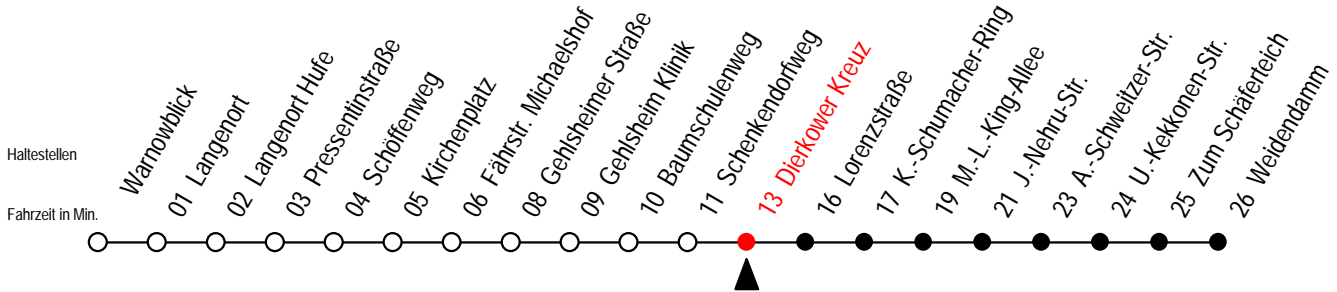 Haltestellen
Fahrzeit in Min.
Warnowblick
01 Langenort
02 Langenort Hufe
03 Pressentinstraße
04 Schöffenweg
05 Kirchenplatz
06 Fährstr. Michaelshof
08 Gehlsheimer Straße
09 Gehlsheim Klinik
10 Baumschulenweg
11 Schenkendorfweg
13 Dierkower Kreuz
16 Lorenzstraße
17 K.-Schumacher-Ring
19 M.-L.-King-Allee
21 J.-Nehru-Str.
23 A.-Schweitzer-Str.
24 U.-Kekkonen-Str.
25 Zum Schäferteich
26 Weidendamm